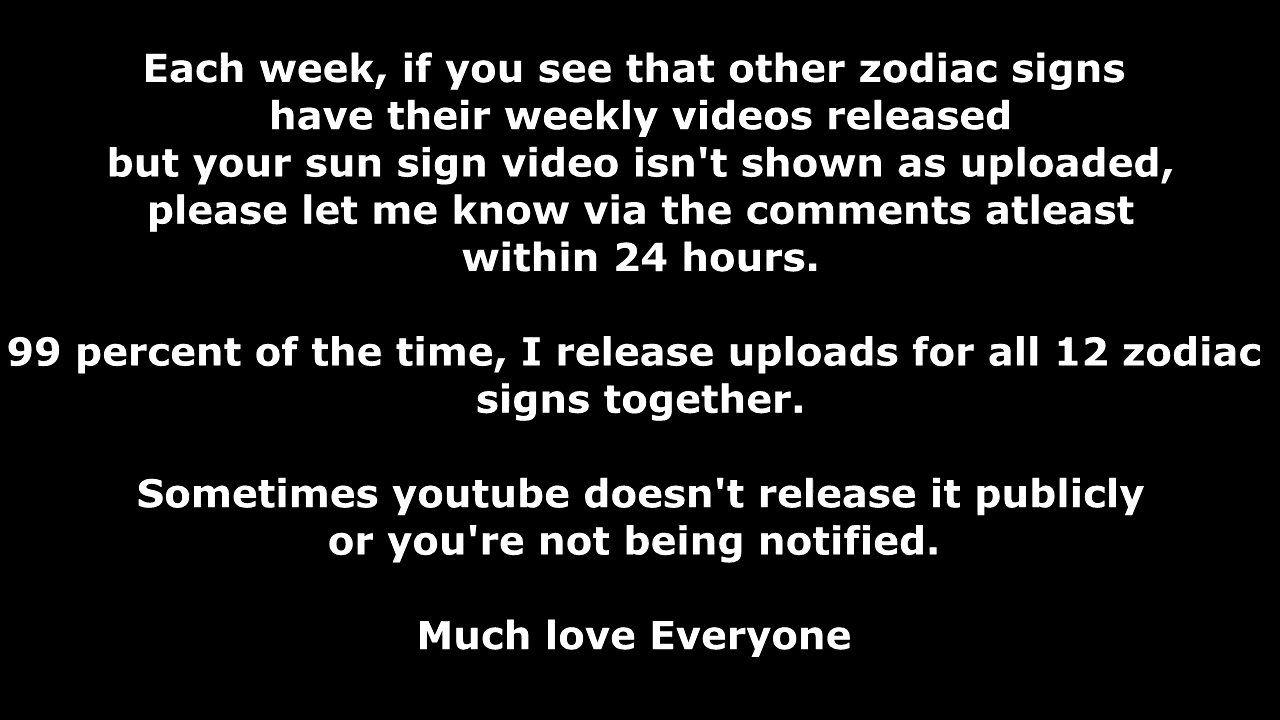 Each week, if you see that other zodiac signs
have their weekly videos released
but your sun sign video isn't shown as uploaded,
please let me know via the comments atleast
within 24 hours.
99 percent of the time, I release uploads for all 12 zodiac
signs together.
Sometimes youtube doesn't release it publicly
or you're not being notified.
Much love Everyone